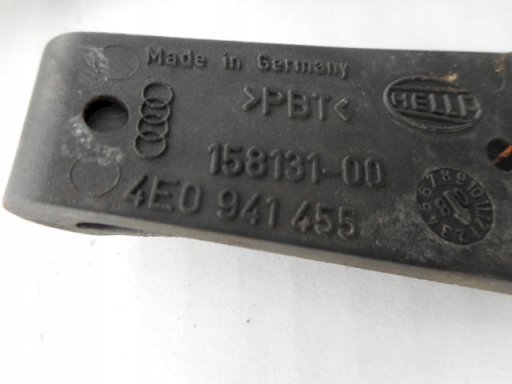 Made in Germany
>PBT<
HELLA
158131-00
4E0 941 455